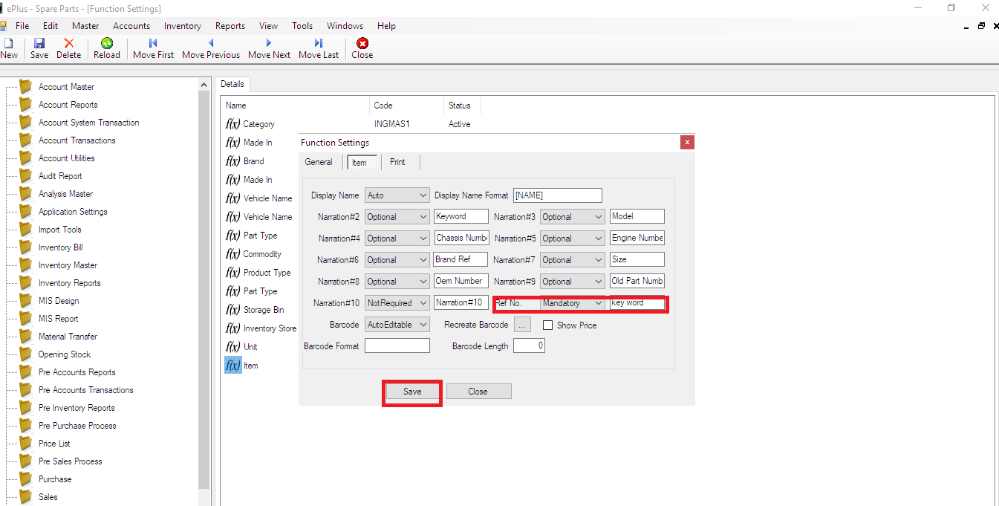 ePlus - Spare Parts - [Function Settings]
File Edit Master Accounts Inventory Reports View Tools Windows Help
New Save Delete Reload Move First Move Previous Move Next Move Last Close
Account Master
Account Reports
Account System Transaction
Account Transactions
Account Utilities
Audit Report
Analysis Master
Application Settings
Import Tools
Inventory Bill
Inventory Master
Inventory Reports
MIS Design
MIS Report
Material Transfer
Opening Stock
Pre Accounts Reports
Pre Accounts Transactions
Pre Inventory Reports
Pre Purchase Process
Price List
Pre Sales Process
Purchase
Sales
Details
Name Code Status
f(x) Category INGMAS1 Active
f(x) Made In
f(x) Brand
f(x) Made In
f(x) Vehicle Name
f(x) Vehicle Name
f(x) Part Type
f(x) Commodity
f(x) Product Type
f(x) Part Type
f(x) Storage Bin
f(x) Inventory Store
f(x) Unit
f(x) Item
Function Settings x
General Item Print
Display Name Auto Display Name Format [NAME]
Narration#2 Optional Keyword Narration#3 Optional Model
Narration#4 Optional Chassis Numbe Narration#5 Optional Engine Numbe
Narration#6 Optional Brand Ref Narration#7 Optional Size
Narration#8 Optional Oem Number Narration#9 Optional Old Part Numb
Narration#10 NotRequired Narration#10 Ref No. Mandatory key word
Barcode AutoEditable Recreate Barcode ... Show Price
Barcode Format Barcode Length 0
Save Close